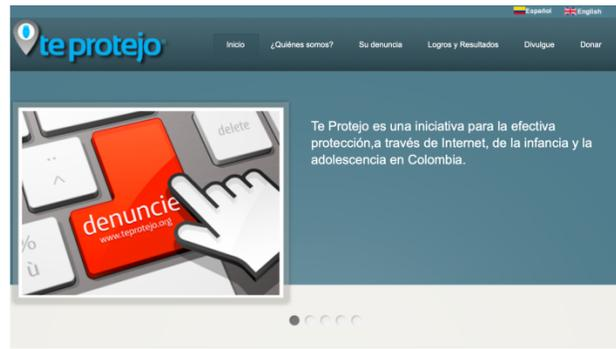 Español English
te protejo
Inicio ¿Quiénes somos? Su denuncia Logros y Resultados Divulgue Donar
delete
denuncie
www.teprotejo.org
%
ù
Te Protejo es una iniciativa para la efectiva
protección,a través de Internet, de la infancia y la
adolescencia en Colombia.